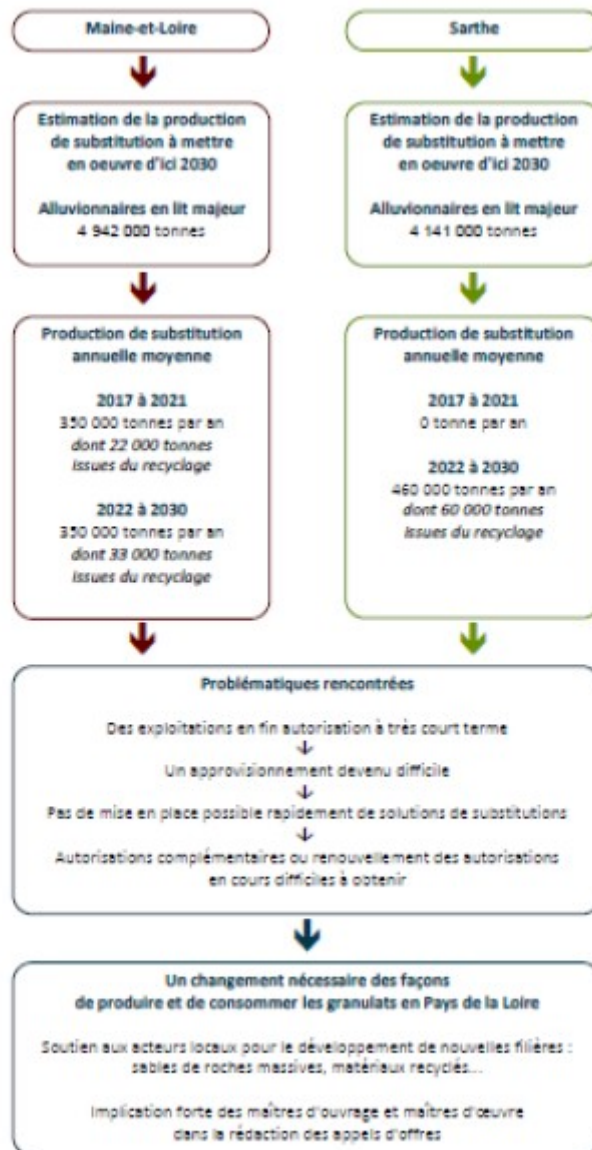 Maine-et-Loire
Estimation de la production
de substitution à mettre
en oeuvre d'ici 2030
Alluvionnaires en lit majeur
4 942 000 tonnes
Production de substitution
annuelle moyenne
2017 à 2021
350 000 tonnes par an
dont 22 000 tonnes
issues du recyclage
2022 à 2030
350 000 tonnes par an
dont 33 000 tonnes
issues du recyclage
Sarthe
Estimation de la production
de substitution à mettre
en oeuvre d'ici 2030
Alluvionnaires en lit majeur
4 141 000 tonnes
Production de substitution
annuelle moyenne
2017 à 2021
0 tonne par an
2022 à 2030
460 000 tonnes par an
dont 60 000 tonnes
issues du recyclage
Problématiques rencontrées
Des exploitations en fin autorisation à très court terme
Un approvisionnement devenu difficile
Pas de mise en place possible rapidement de solutions de substitutions
Autorisations complémentaires ou renouvellement des autorisations
en cours difficiles à obtenir
Un changement nécessaire des façons
de produire et de consommer les granulats en Pays de la Loire
Soutien aux acteurs locaux pour le développement de nouvelles filières :
sables de roches massives, matériaux recyclés...
Implication forte des maîtres d'ouvrage et maîtres d'œuvre
dans la rédaction des appels d'offres